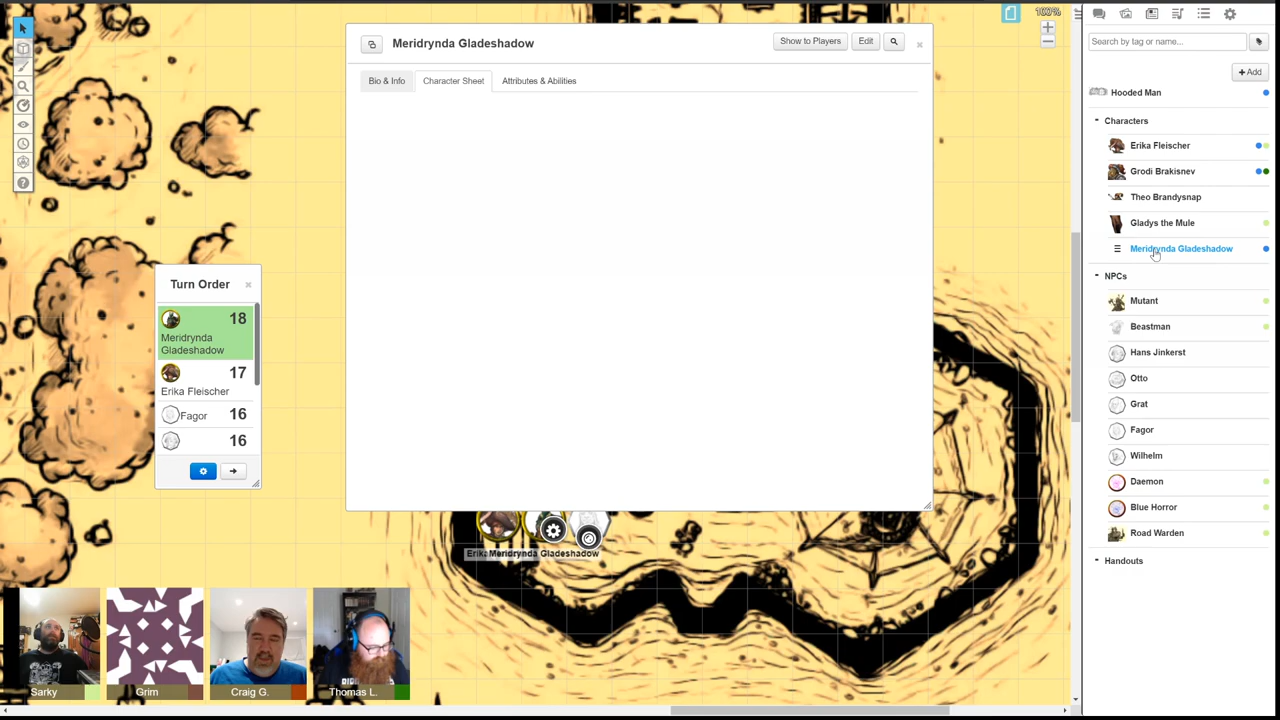 100%
Meridrynda Gladeshadow
Show to Players
Edit
×
Bio & Info
Character Sheet
Attributes & Abilities
Turn Order
×
18
Meridrynda
Gladeshadow
17
Erika Fleischer
Fagor
16
16
Erika
Meridrynda Gladeshadow
Sarky
Grim
Craig G.
Thomas L.
Search by tag or name...
+ Add
Hooded Man
Characters
Erika Fleischer
Grodi Brakisnev
Theo Brandysnap
Gladys the Mule
Meridrynda Gladeshadow
NPCs
Mutant
Beastman
Hans Jinkerst
Otto
Grat
Fagor
Wilhelm
Daemon
Blue Horror
Road Warden
Handouts